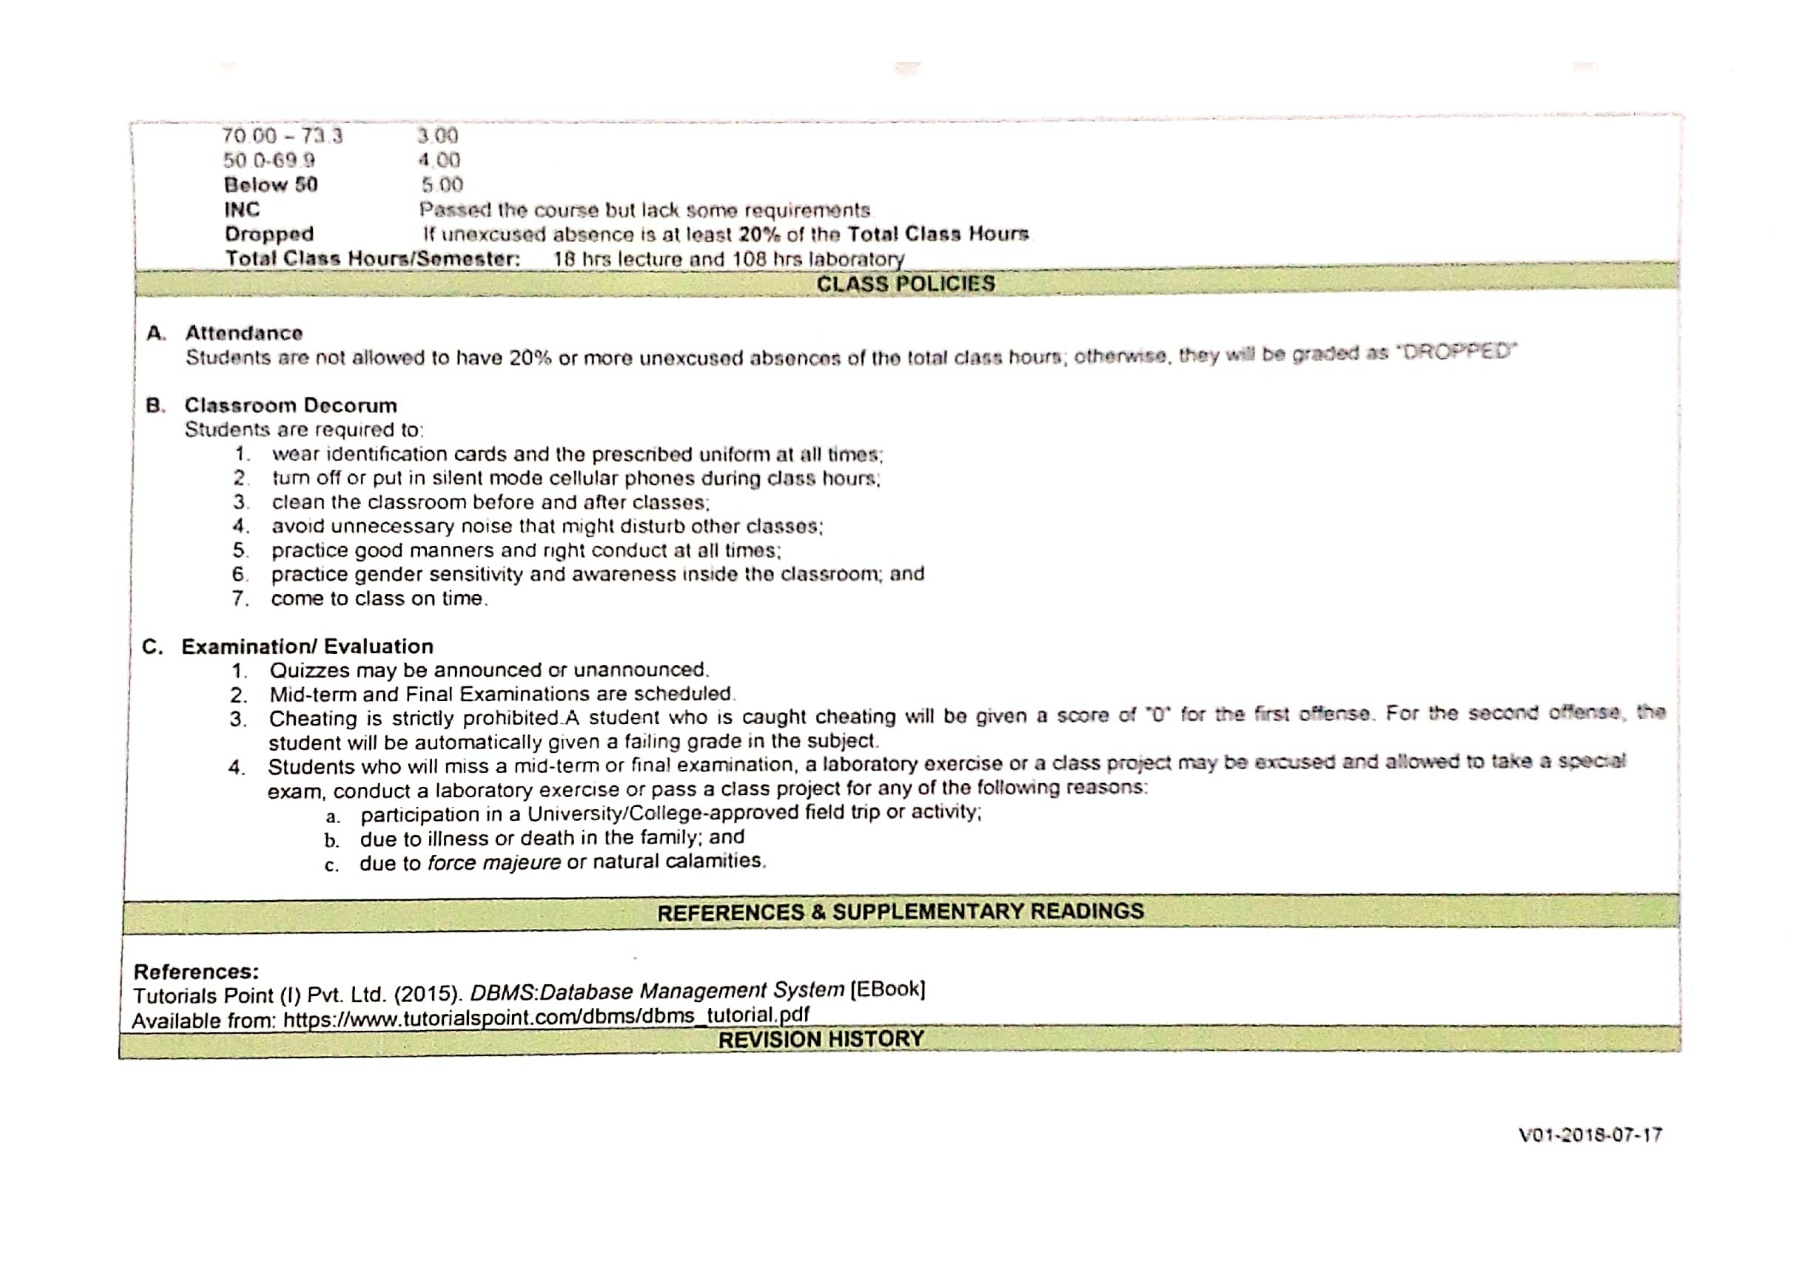 70.00 – 73.3 3.00
50.0-69.9 4.00
Below 50 5.00
INC Passed the course but lack some requirements
Dropped If unexcused absence is at least 20% of the Total Class Hours
Total Class Hours/Semester: 18 hrs lecture and 108 hrs laboratory
CLASS POLICIES
A. Attendance
Students are not allowed to have 20% or more unexcused absences of the total class hours; otherwise, they will be graded as "DROPPED"
B. Classroom Decorum
Students are required to:
1. wear identification cards and the prescribed uniform at all times;
2. turn off or put in silent mode cellular phones during class hours;
3. clean the classroom before and after classes;
4. avoid unnecessary noise that might disturb other classes;
5. practice good manners and right conduct at all times;
6. practice gender sensitivity and awareness inside the classroom; and
7. come to class on time.
C. Examination/ Evaluation
1. Quizzes may be announced or unannounced.
2. Mid-term and Final Examinations are scheduled.
3. Cheating is strictly prohibited.A student who is caught cheating will be given a score of "0" for the first offense. For the second offense, the
student will be automatically given a failing grade in the subject.
4. Students who will miss a mid-term or final examination, a laboratory exercise or a class project may be excused and allowed to take a special
exam, conduct a laboratory exercise or pass a class project for any of the following reasons:
a. participation in a University/College-approved field trip or activity;
b. due to illness or death in the family; and
c. due to force majeure or natural calamities.
REFERENCES & SUPPLEMENTARY READINGS
References:
Tutorials Point (I) Pvt. Ltd. (2015). DBMS:Database Management System [EBook]
Available from: https://www.tutorialspoint.com/dbms/dbms_tutorial.pdf
REVISION HISTORY
V01-2018-07-17